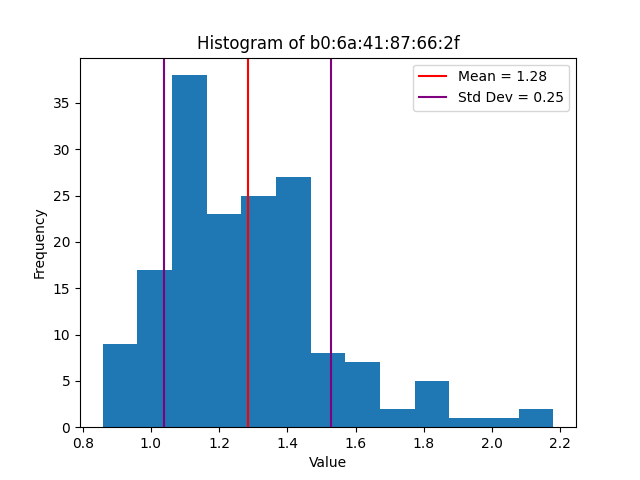 Histogram of b0:6a:41:87:66:2f
Mean = 1.28
Std Dev = 0.25
Frequency
35
30
25
20
15
10
5
0
0.8 1.0 1.2 1.4 1.6 1.8 2.0 2.2
Value